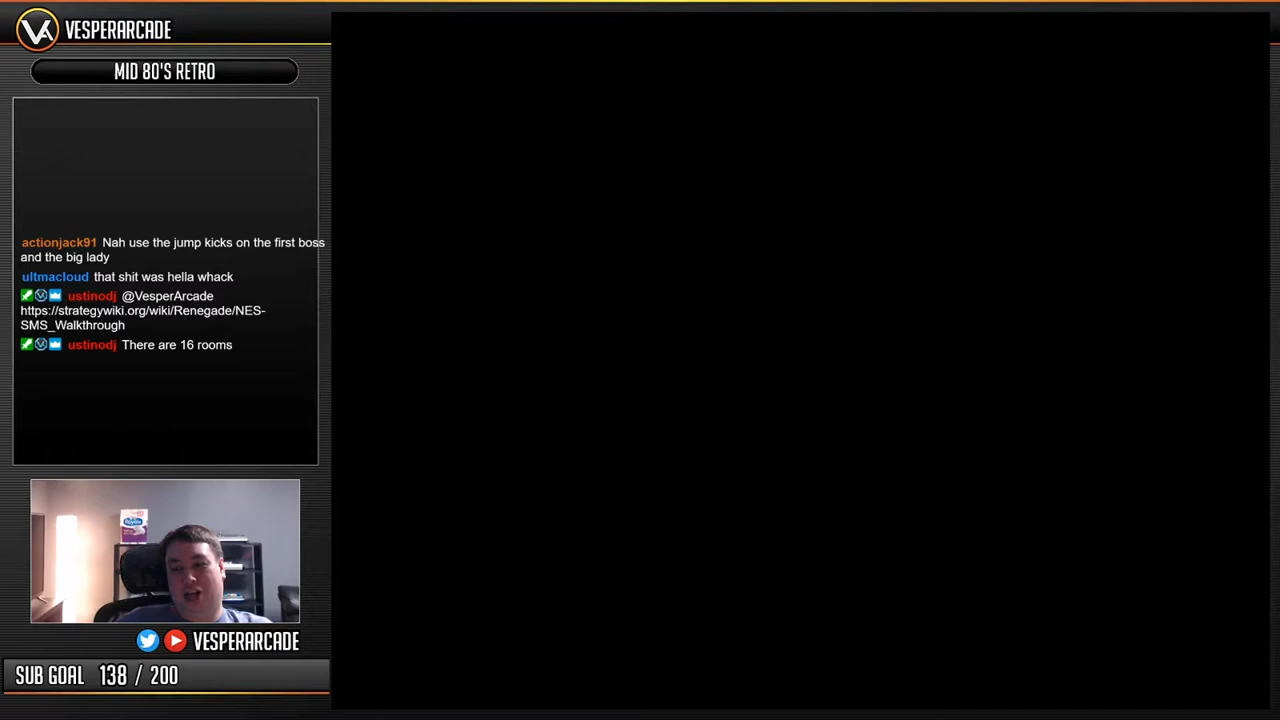 VA VESPERARCADE
MID 80'S RETRO
actionjack91 Nah use the jump kicks on the first boss
and the big lady
ultmacloud that shit was hella whack
ustinodj @VesperArcade
https://strategywiki.org/wiki/Renegade/NES-
SMS_Walkthrough
ustinodj There are 16 rooms
VESPERARCADE
SUB GOAL 138 / 200